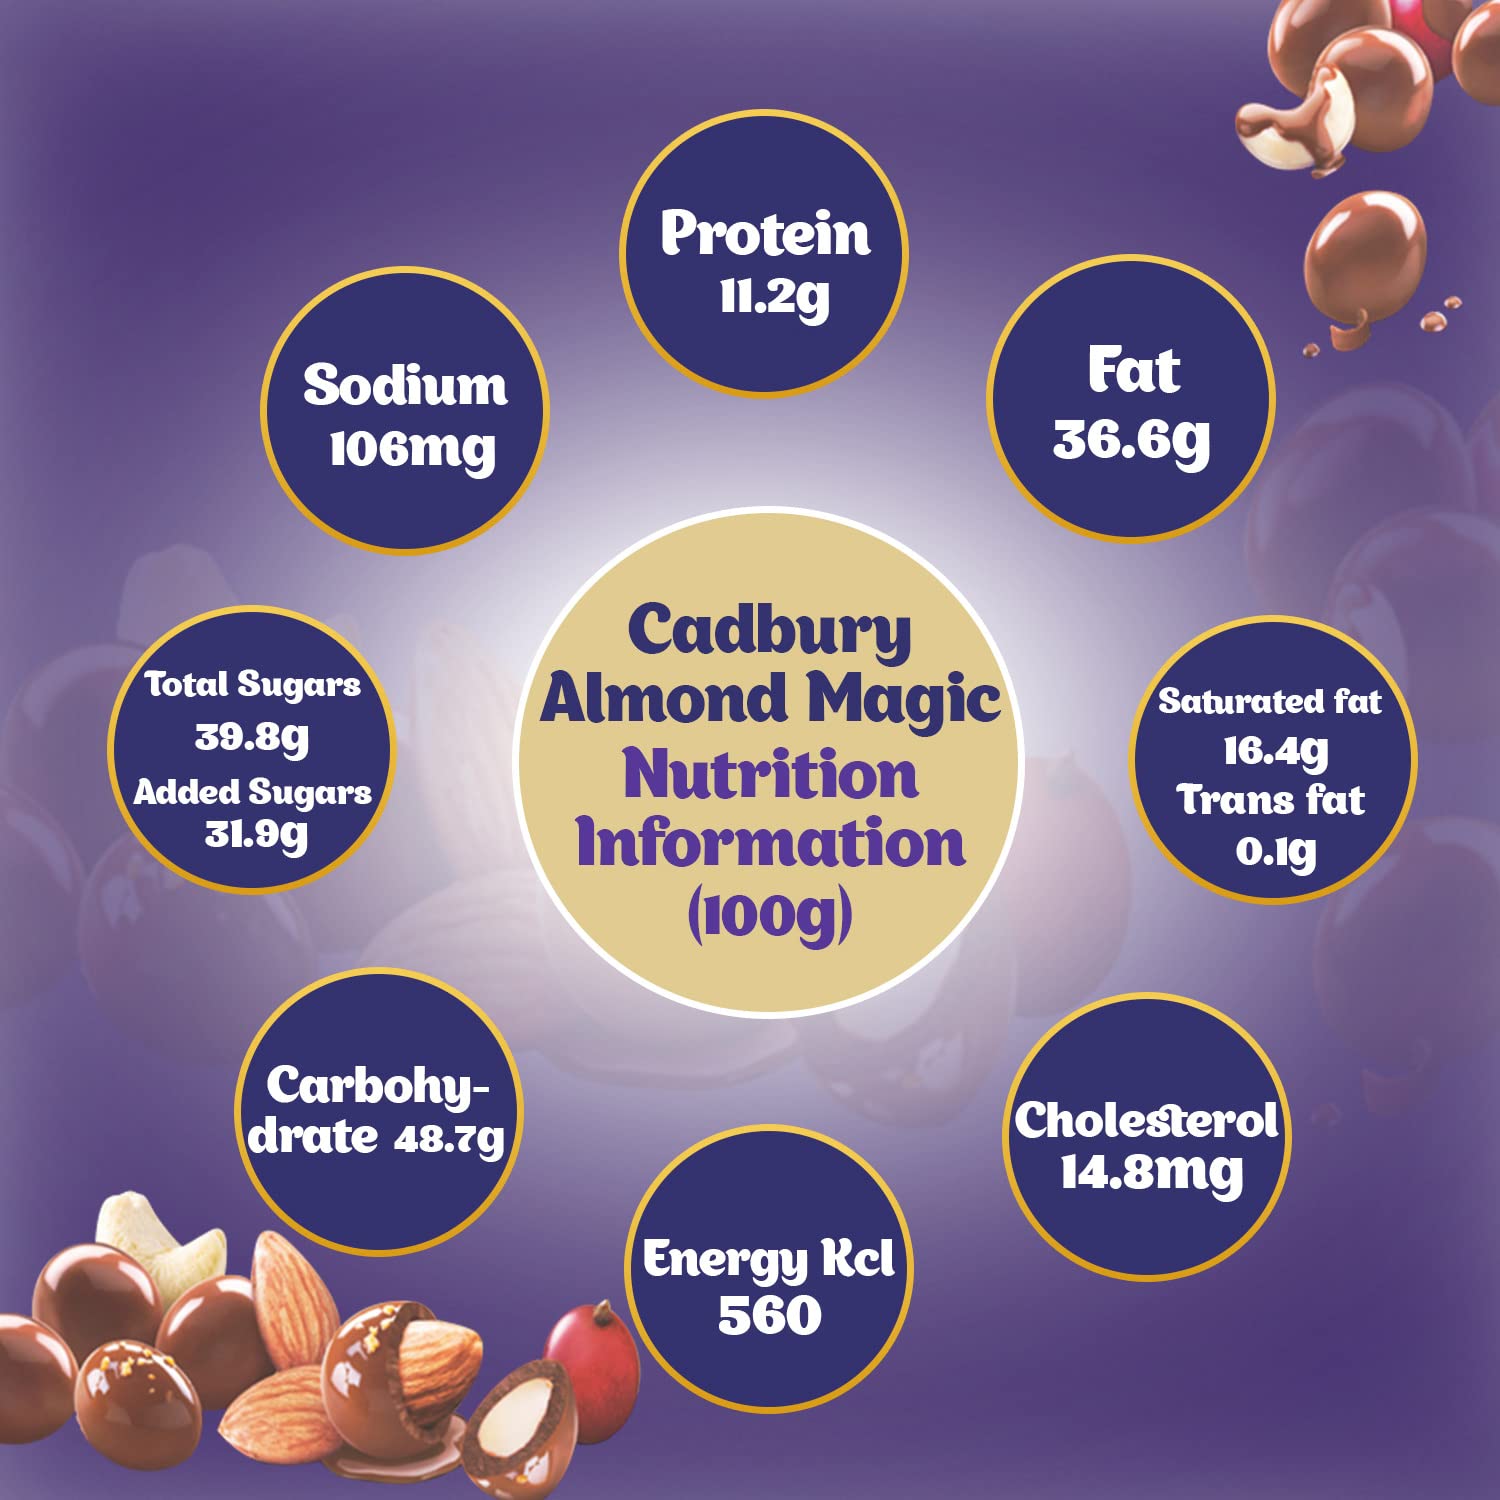 Protein
11.2g
Sodium
106mg
Fat
36.6g
Cadbury
Almond Magic
Nutrition
Information
(100g)
Total Sugars
39.8g
Added Sugars
31.9g
Saturated fat
16.4g
Trans fat
0.1g
Carbohy-
drate 48.7g
Cholesterol
14.8mg
Energy Kcl
560